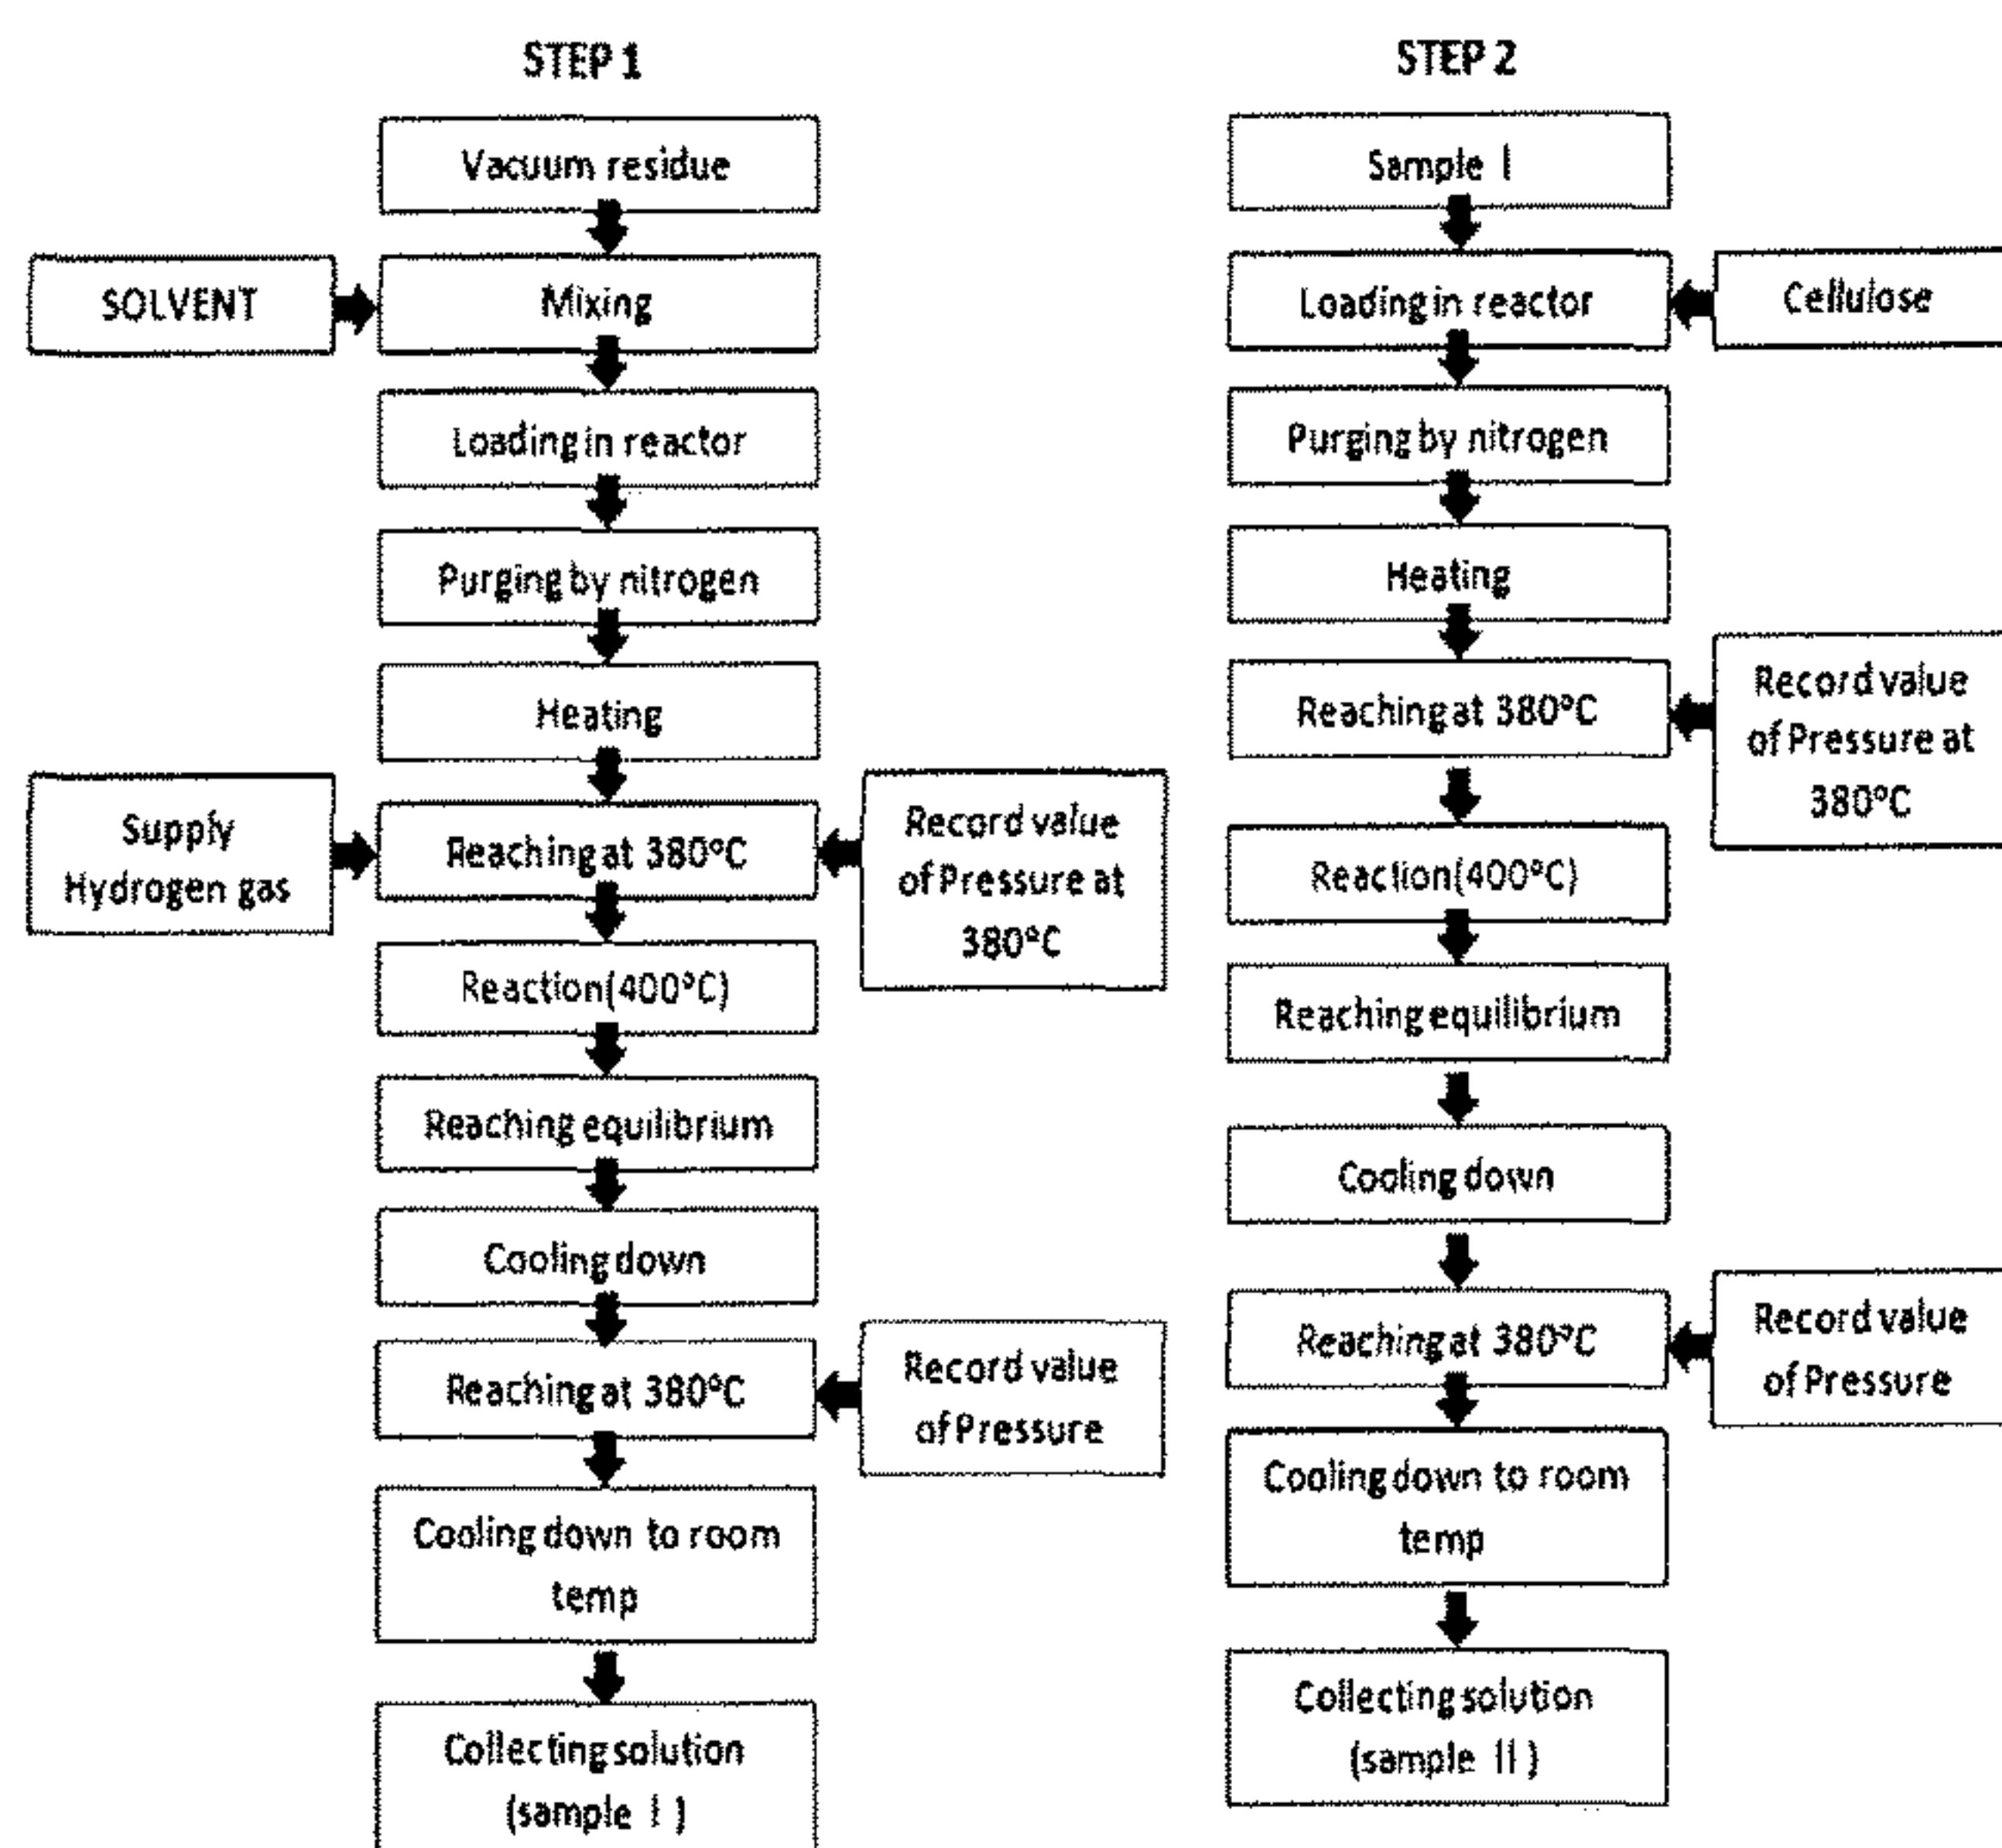 STEP 1
Vacuum residue
SOLVENT
Mixing
Loading in reactor
Purging by nitrogen
Heating
Supply
Hydrogen gas
Reaching at 380°C
Record value
of Pressure at
380°C
Reaction(400°C)
Reaching equilibrium
Cooling down
Reaching at 380°C
Record value
of Pressure
Cooling down to room
temp
Collecting solution
(sample I )
STEP 2
Sample I
Loading in reactor
Cellulose
Purging by nitrogen
Heating
Reaching at 380°C
Record value
of Pressure at
380°C
Reaction(400°C)
Reaching equilibrium
Cooling down
Reaching at 380°C
Record value
of Pressure
Cooling down to room
temp
Collecting solution
(sample II )